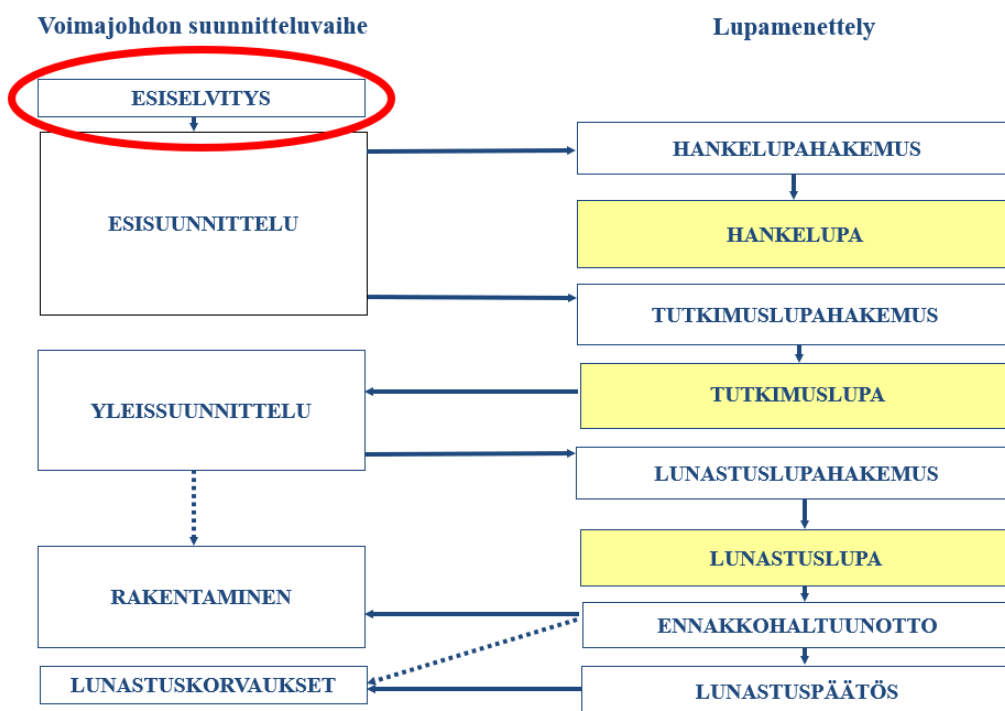 Voimajohdon suunnitteluvaihe
Lupamenettely
ESISELVITYS
ESISUUNNITTELU
HANKELUPAHAKEMUS
HANKELUPA
TUTKIMUSLUPAHAKEMUS
TUTKIMUSLUPA
YLEISSUUNNITTELU
LUNASTUSLUPAHAKEMUS
LUNASTUSLUPA
RAKENTAMINEN
ENNAKKOHALTUUNOTTO
LUNASTUSKORVAUKSET
LUNASTUSPÄÄTÖS